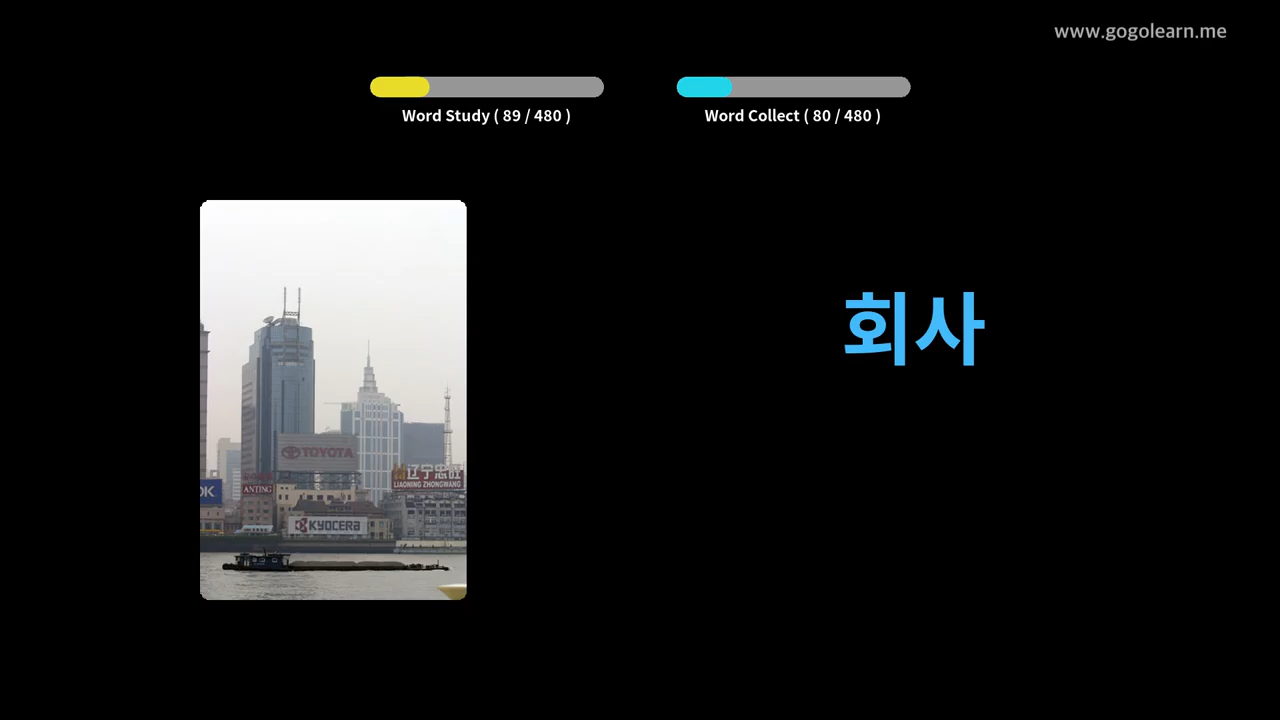 www.gogolearn.me
Word Study ( 89 / 480 )
Word Collect ( 80 / 480 )
회사
TOYOTA
辽宁忠旺
LIAONING ZHONGWANG
OK
ANTING
KYOCERA